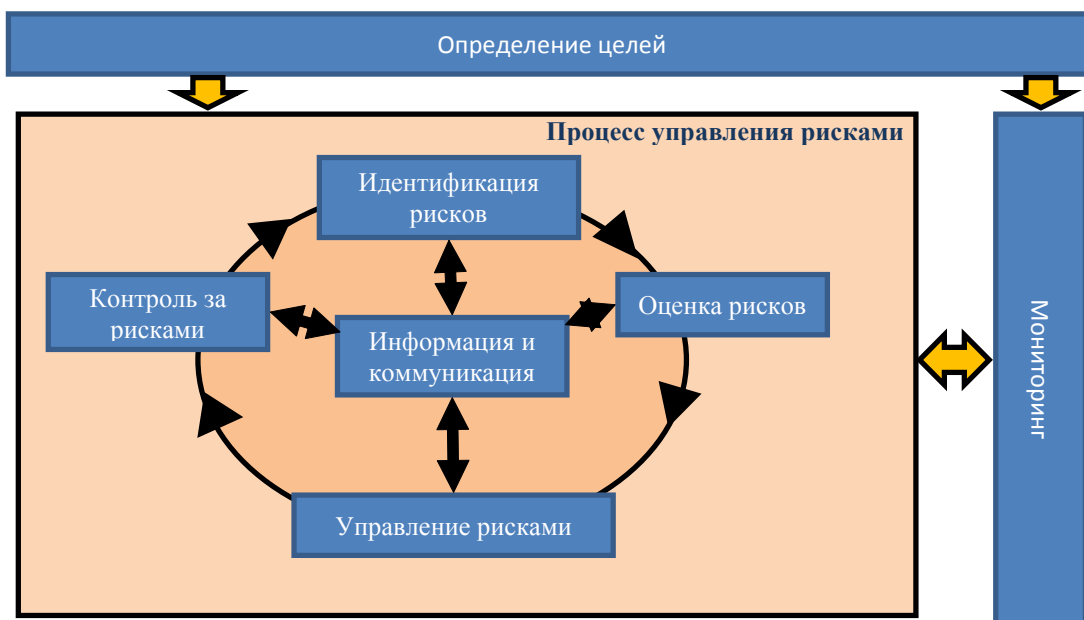 Определение целей
Процесс управления рисками
Идентификация
рисков
Контроль за
рисками
Оценка рисков
Информация и
коммуникация
Управление рисками
Мониторинг